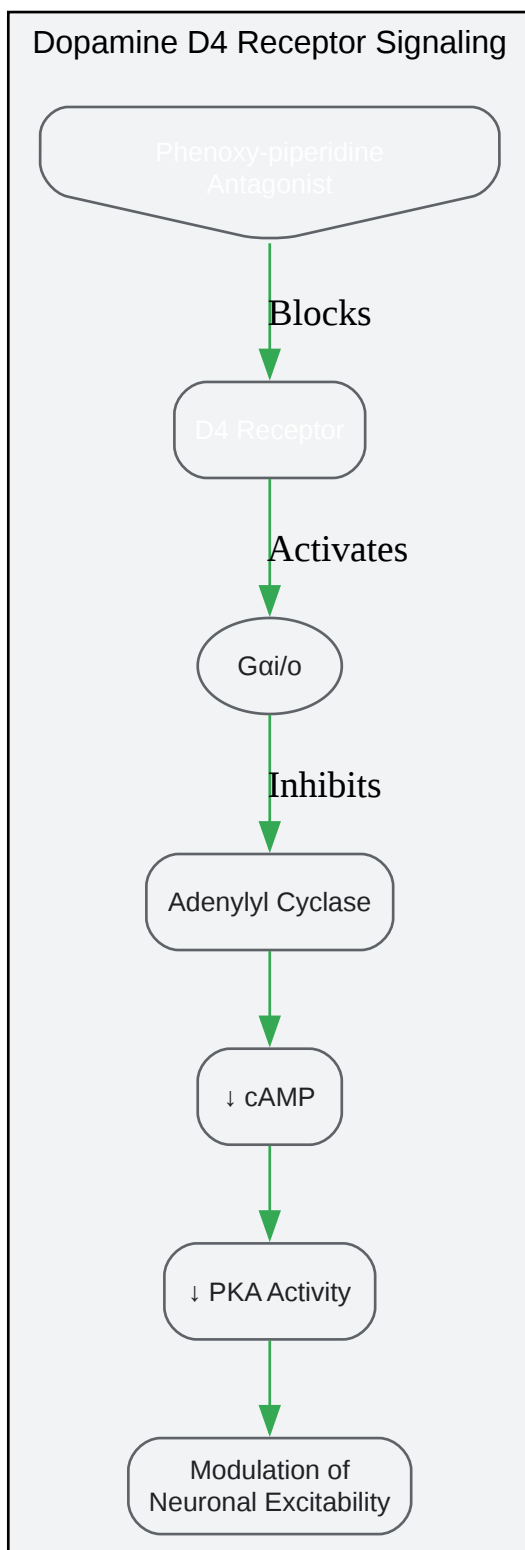 Dopamine D4 Receptor Signaling
Phenoxy-piperidine
Antagonist
Blocks
D4 Receptor
Activates
Gαi/o
Inhibits
Adenylyl Cyclase
↓ cAMP
↓ PKA Activity
Modulation of
Neuronal Excitability